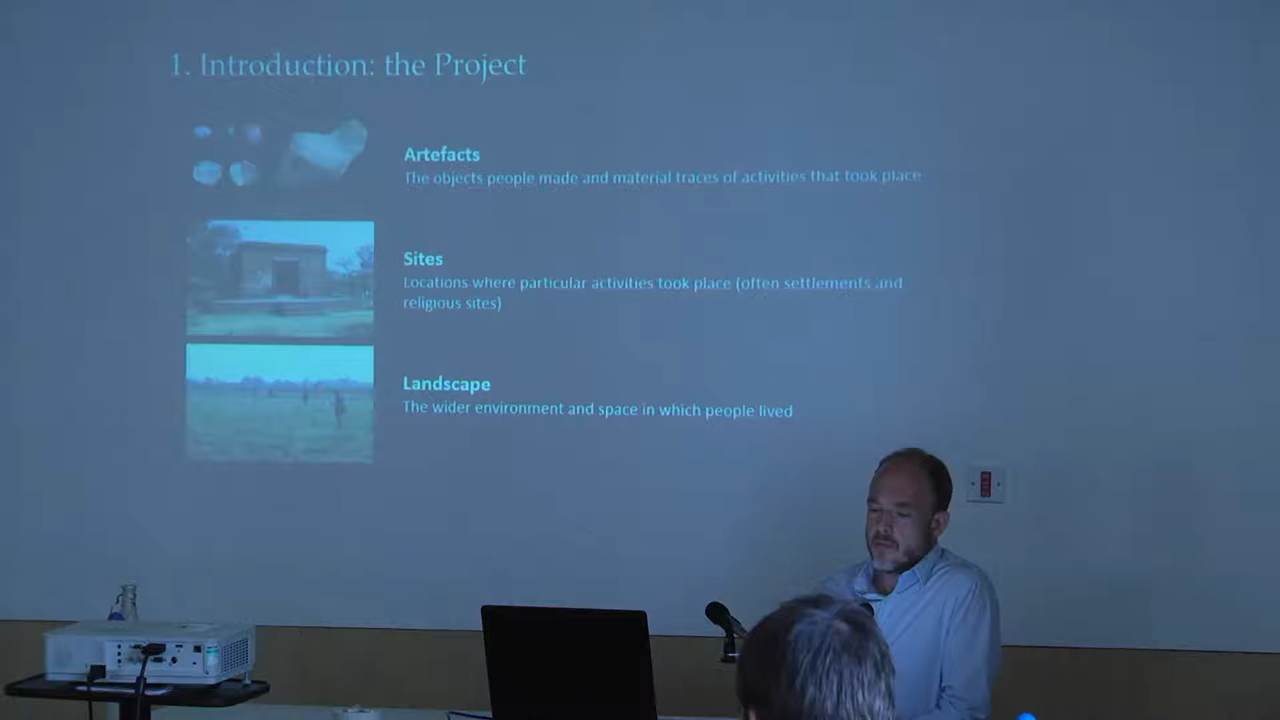 1. Introduction: the Project
Artefacts
The objects people made and material traces of activities that took place
Sites
Locations where particular activities took place (often settlements and
religious sites)
Landscape
The wider environment and space in which people lived